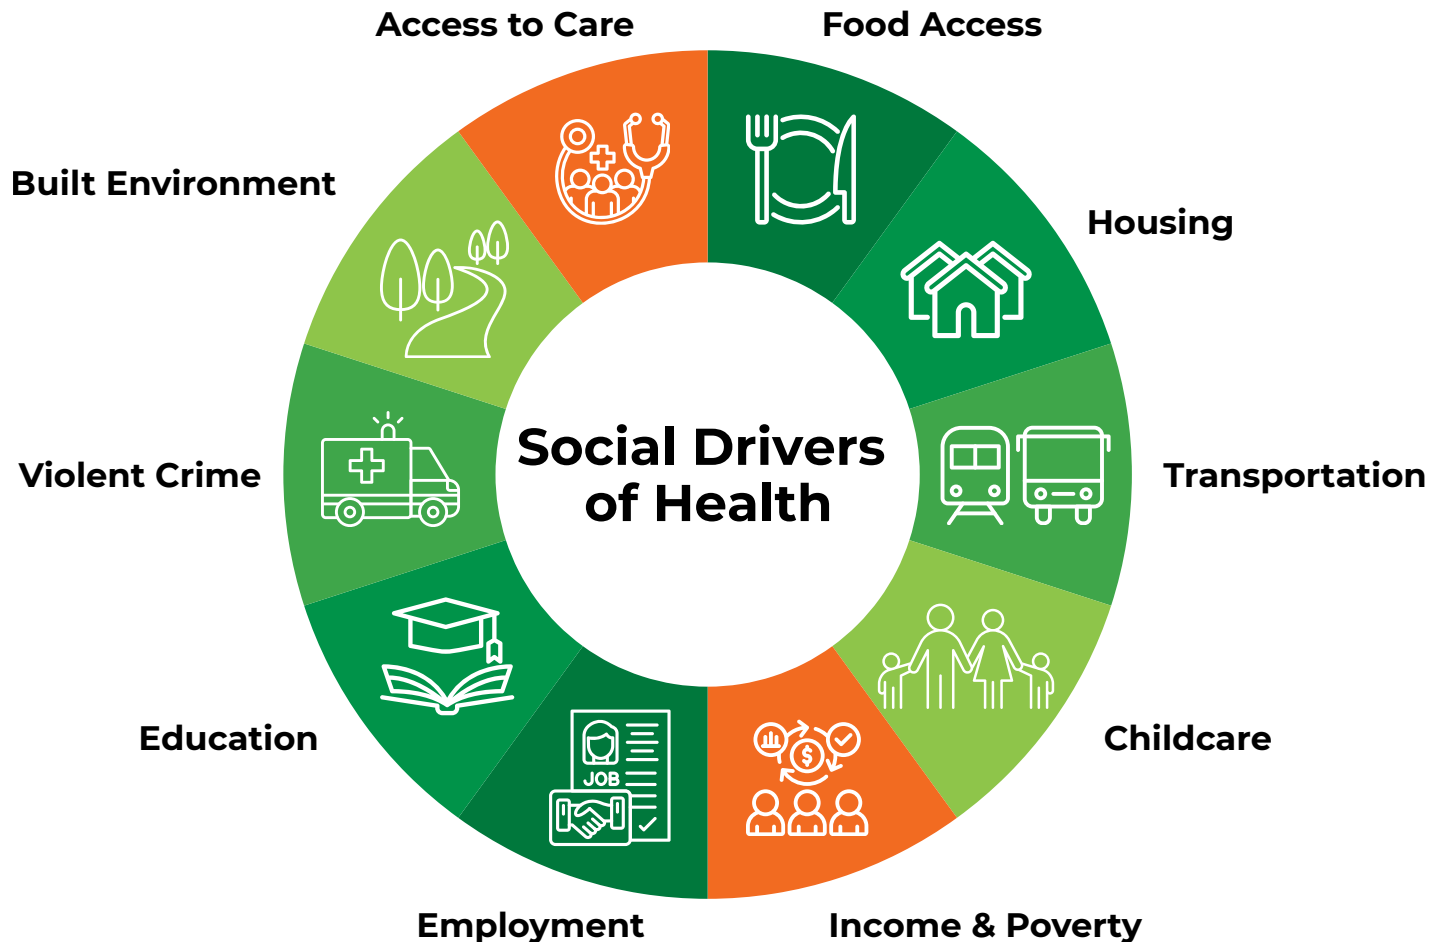 Access to Care
Food Access
Built Environment
Housing
Social Drivers
of Health
Violent Crime
Transportation
Education
Childcare
JOB
$
Employment
Income & Poverty